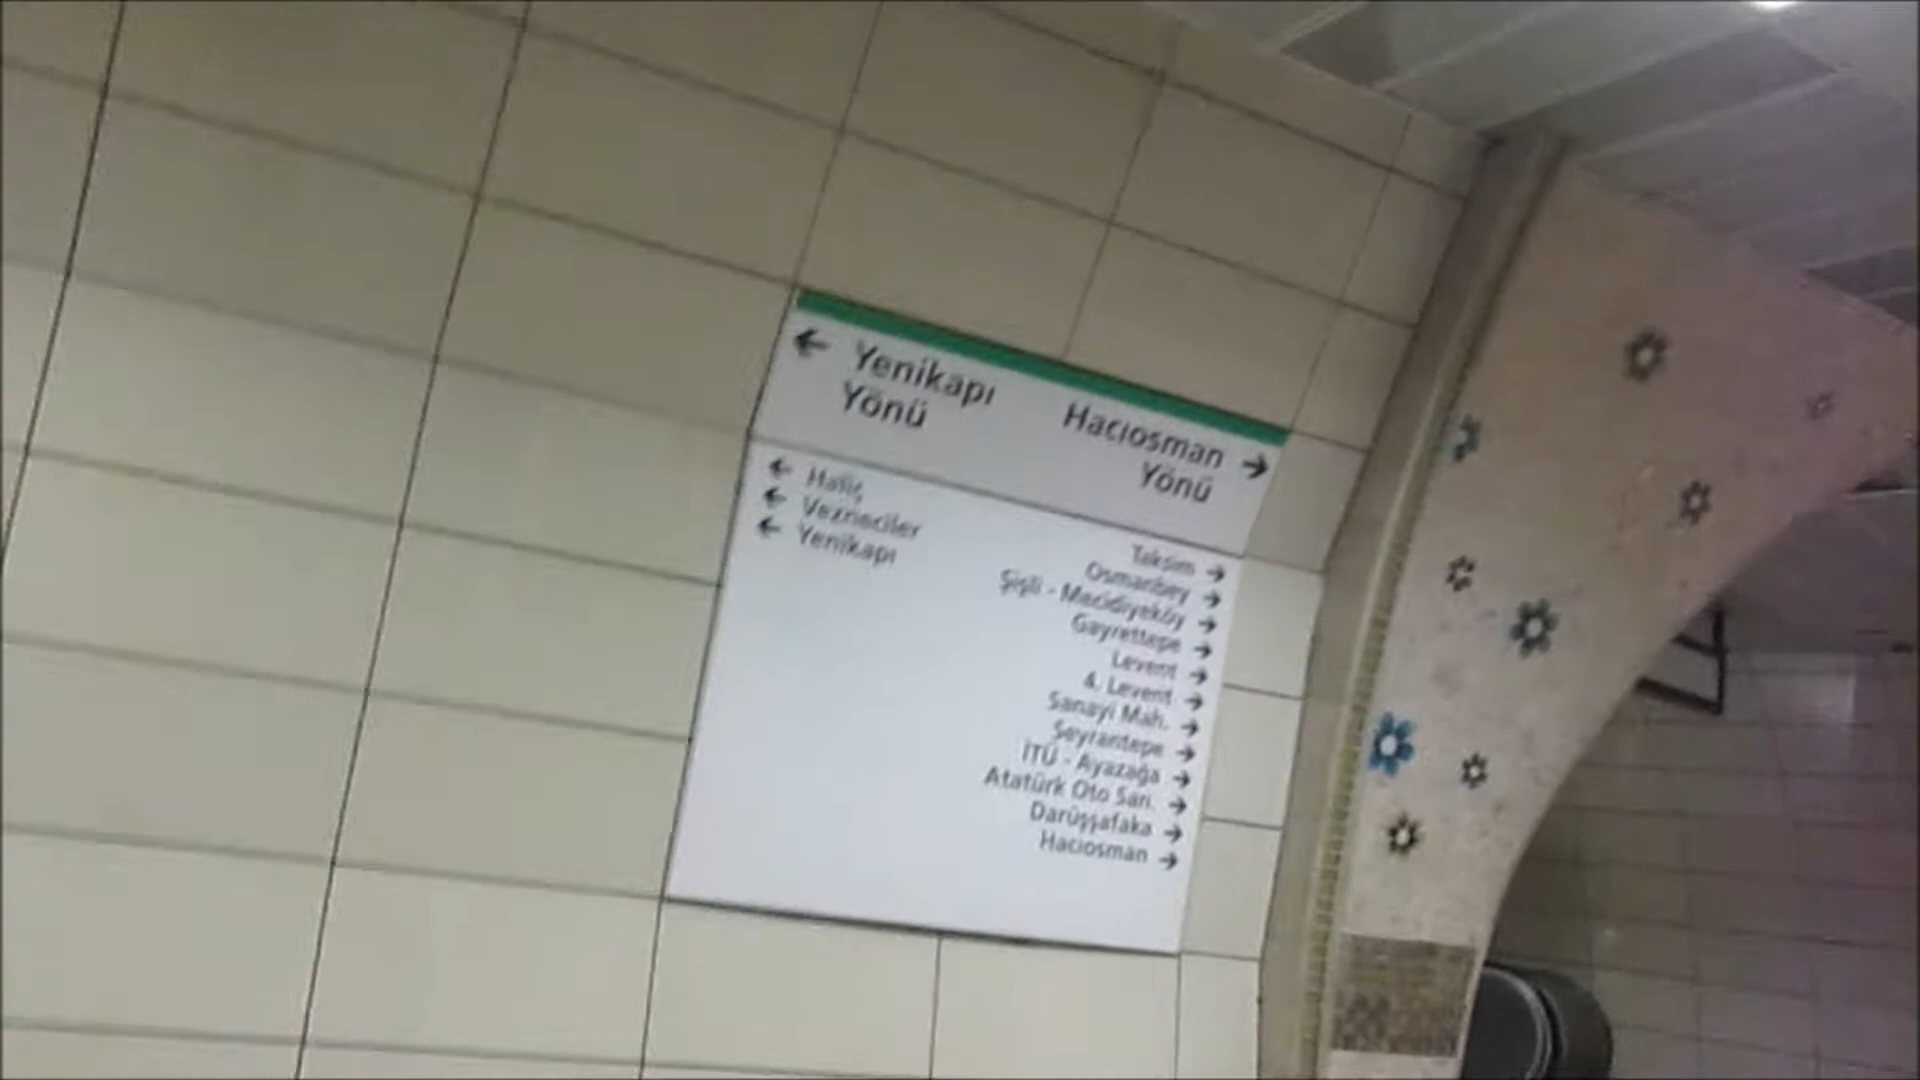 ← Yenikapı
Yönü
Hacıosman →
Yönü
← Haliç
← Vezneciler
← Yenikapı
Taksim →
Osmanbey →
Şişli - Mecidiyeköy →
Gayrettepe →
Levent →
4. Levent →
Sanayi Mah. →
Seyrantepe →
İTÜ - Ayazağa →
Atatürk Oto San. →
Darüşşafaka →
Hacıosman →